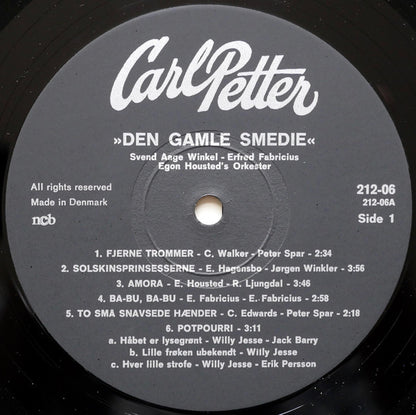 Carl Petter
»DEN GAMLE SMEDIE«
Svend Aage Winkel - Erfred Fabricius
Egon Housted's Orkester
All rights reserved
Made in Denmark
ncb
212-06
212-06A
Side 1
1. FJERNE TROMMER - C. Walker - Peter Spar - 2:34
2. SOLSKINSPRINSESSERNE - E. Hagensbo - Jørgen Winkler - 3:56
3. AMORA - E. Housted - R. Ljungdal - 3:46
4. BA-BU, BA-BU - E. Fabricius - E. Fabricius - 2:58
5. TO SMÅ SNAVSEDE HÆNDER - C. Edwards - Peter Spar - 2:18
6. POTPOURRI - 3:11
a. Håbet er lysegrønt - Willy Jesse - Jack Barry
b. Lille frøken ubekendt - Willy Jesse
c. Hver lille strofe - Willy Jesse - Erik Persson